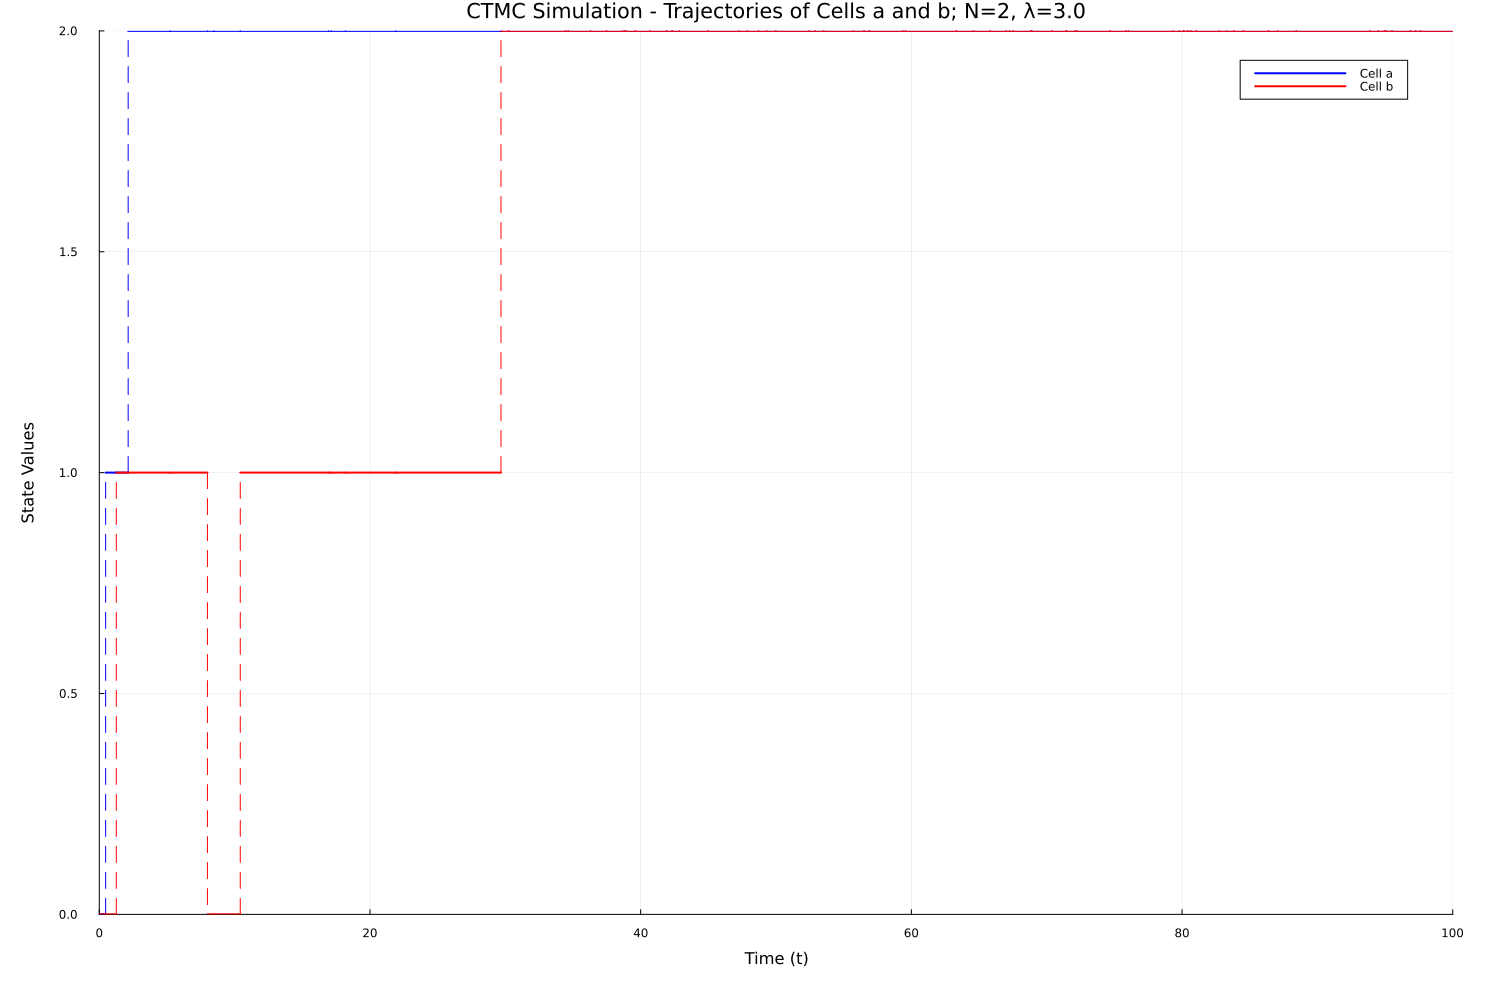 CTMC Simulation - Trajectories of Cells a and b; N=2, λ=3.0
2.0
Cell a
Cell b
1.5
State Values
1.0
0.5
0.0
0 20 40 60 80 100
Time (t)